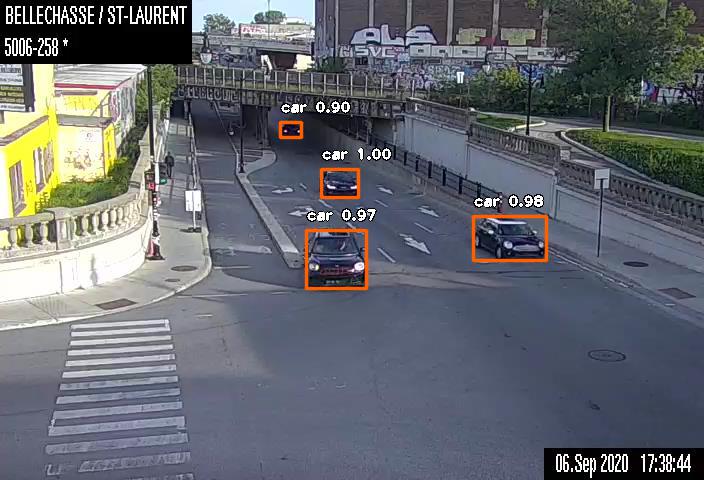 BELLECHASSE / ST-LAURENT
5006-258 *
car 0.90
car 1.00
car 0.97
car 0.98
06.Sep 2020 17:38:44